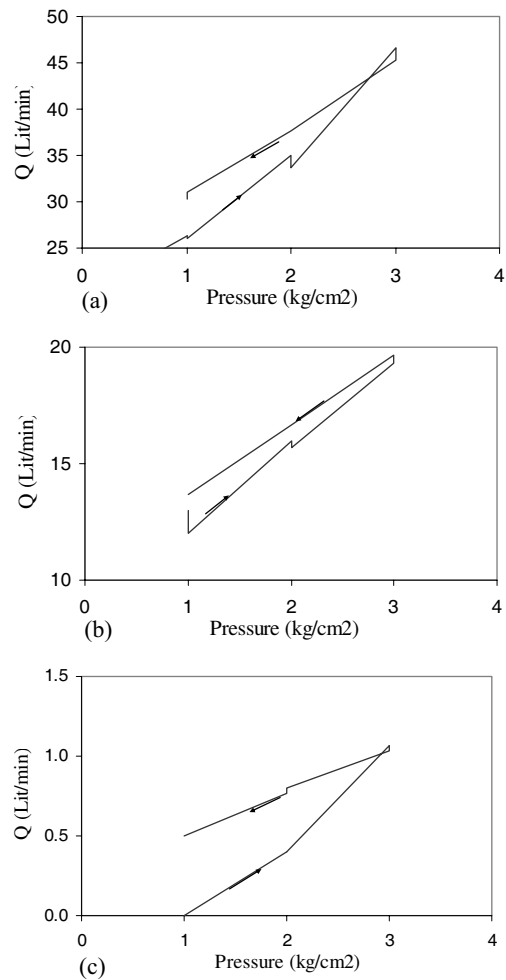 50
45
40
35
30
25
Q (Lit/min)
0 1 2 3 4
(a) Pressure (kg/cm2)
20
15
10
Q (Lit/min)
0 1 2 3 4
(b) Pressure (kg/cm2)
1.5
1.0
0.5
0.0
Q (Lit/min)
0 1 2 3 4
(c) Pressure (kg/cm2)